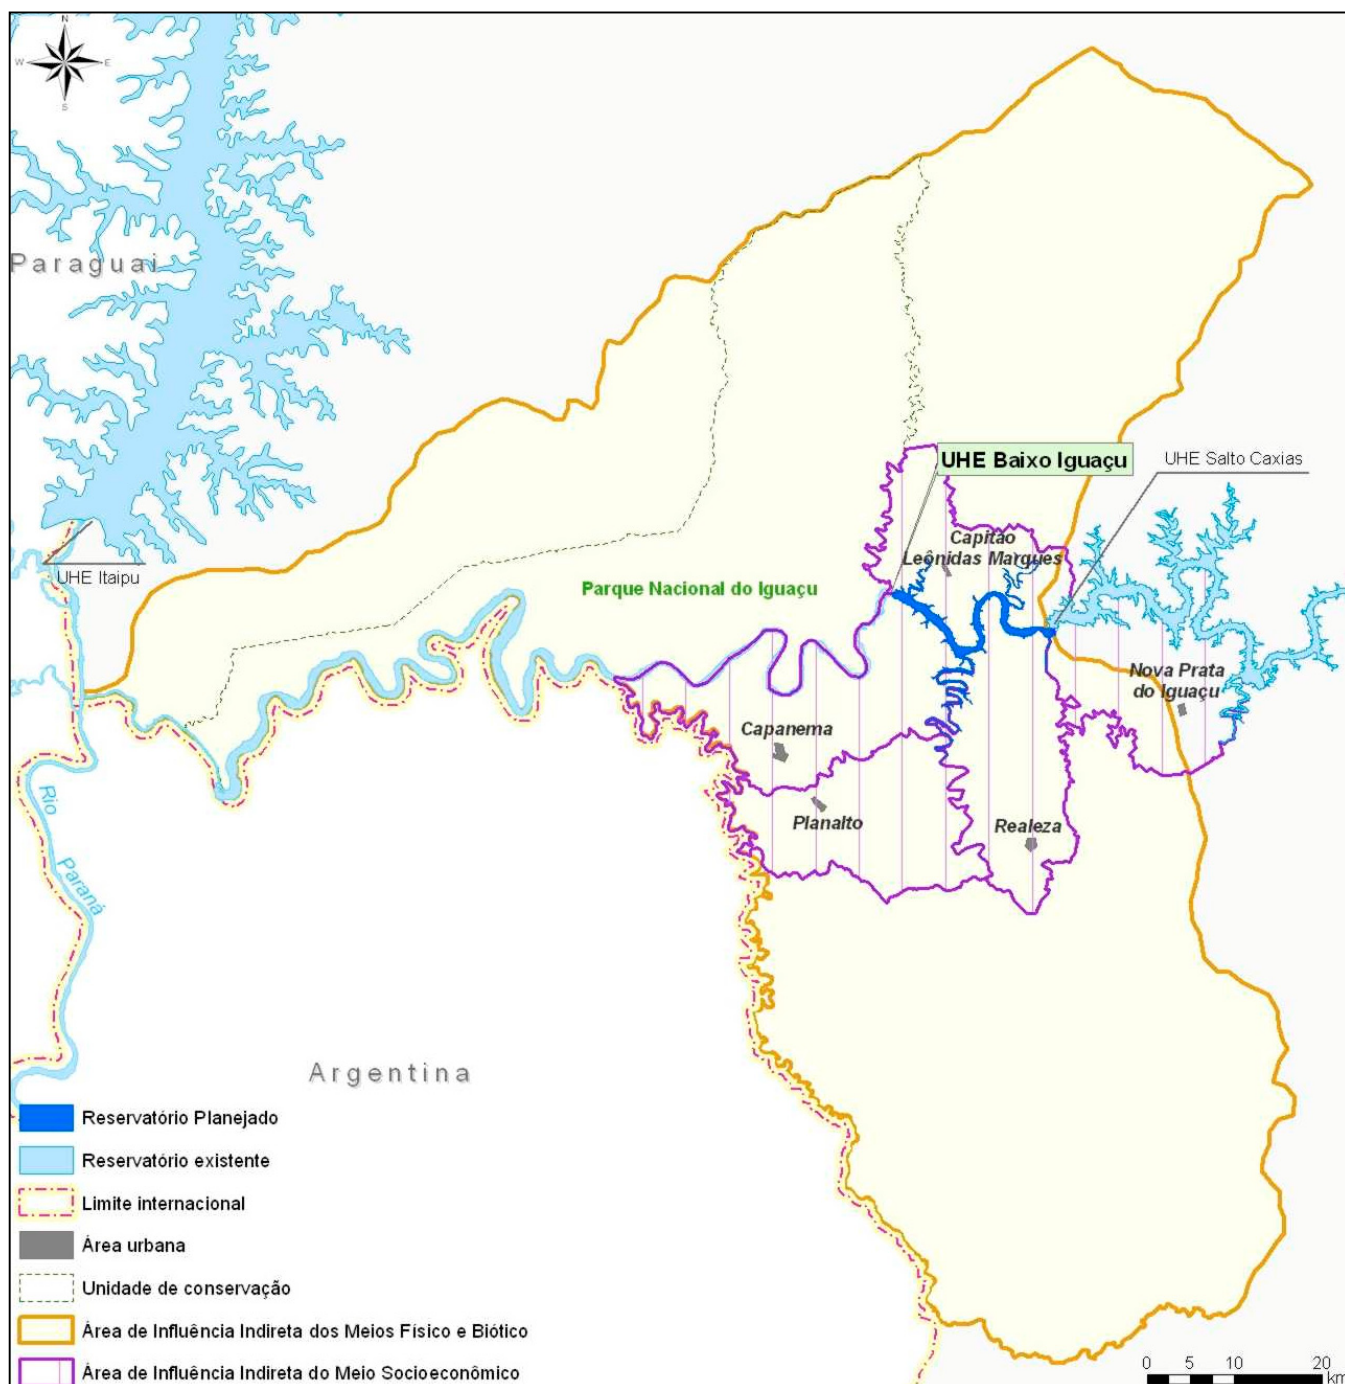 N
W
E
S
Paraguai
UHE Baixo Iguaçu
UHE Salto Caxias
Capitão
Leônidas Marques
UHE Itaipu
Parque Nacional do Iguaçu
Nova Prata
do Iguaçu
Capanema
Planalto
Realeza
Rio
Paraná
Argentina
Reservatório Planejado
Reservatório existente
Limite internacional
Área urbana
Unidade de conservação
Área de Influência Indireta dos Meios Físico e Biótico
Área de Influência Indireta do Meio Socioeconômico
0 5 10 20
km